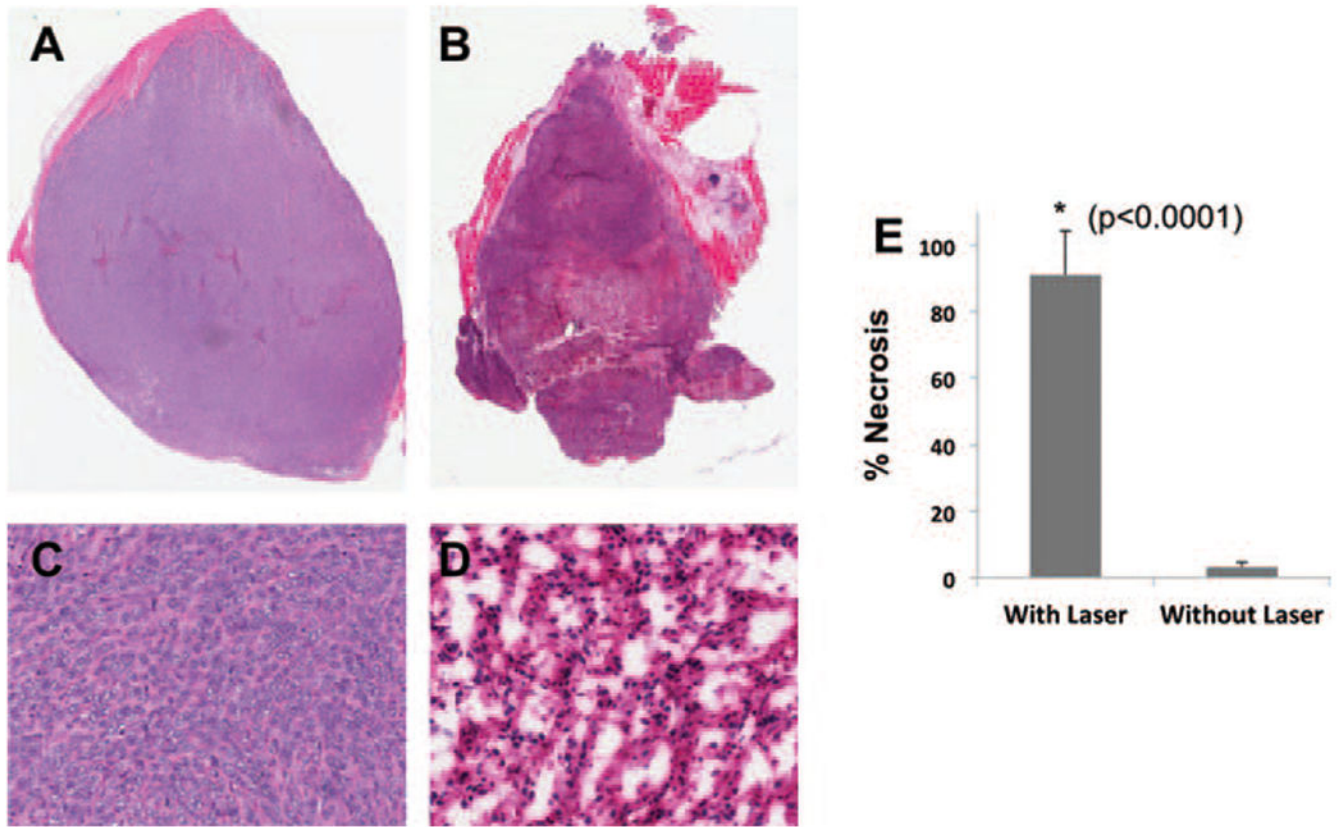 A
B
C
D
E
* (p<0.0001)
% Necrosis
100
80
60
40
20
0
With Laser
Without Laser